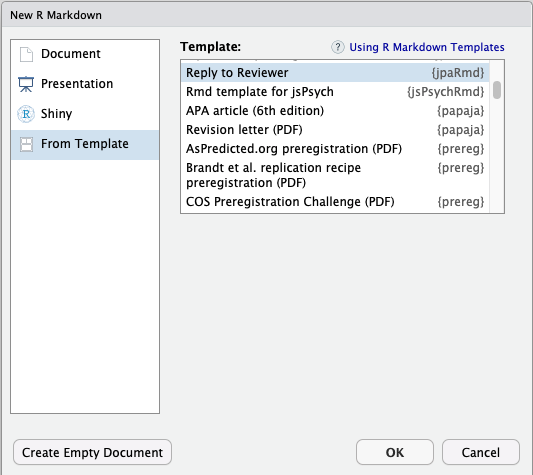 New R Markdown
Document
Presentation
Shiny
From Template
Template:
? Using R Markdown Templates
Reply to Reviewer {jpaRmd}
Rmd template for jsPsych {jsPsychRmd}
APA article (6th edition) {papaja}
Revision letter (PDF) {papaja}
AsPredicted.org preregistration (PDF) {prereg}
Brandt et al. replication recipe {prereg}
preregistration (PDF)
COS Preregistration Challenge (PDF) {prereg}
Create Empty Document
OK
Cancel